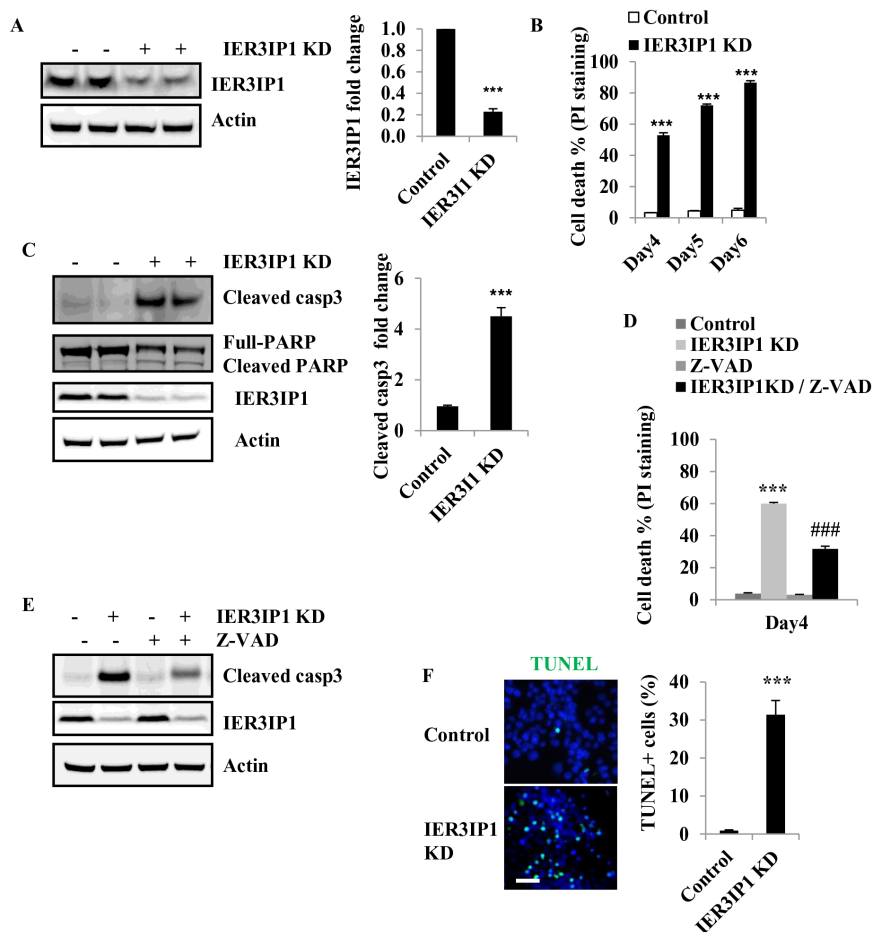 A
- - + + IER3IP1 KD
IER3IP1
Actin
IER3IP1 fold change
1.0
0.8
0.6
0.4
0.2
0.0
***
Control
IER3I1 KD
B
Control
IER3IP1 KD
Cell death % (PI staining)
100
80
60
40
20
0
***
***
***
Day4
Day5
Day6
C
- - + + IER3IP1 KD
Cleaved casp3
Full-PARP
Cleaved PARP
IER3IP1
Actin
Cleaved casp3 fold change
6
4
2
0
***
Control
IER3I1 KD
D
Control
IER3IP1 KD
Z-VAD
IER3IP1KD / Z-VAD
Cell death % (PI staining)
100
80
60
40
20
0
***
###
Day4
E
- + - + IER3IP1 KD
- - + + Z-VAD
Cleaved casp3
IER3IP1
Actin
F
TUNEL
Control
IER3IP1
KD
TUNEL+ cells (%)
40
30
20
10
0
***
Control
IER3IP1 KD